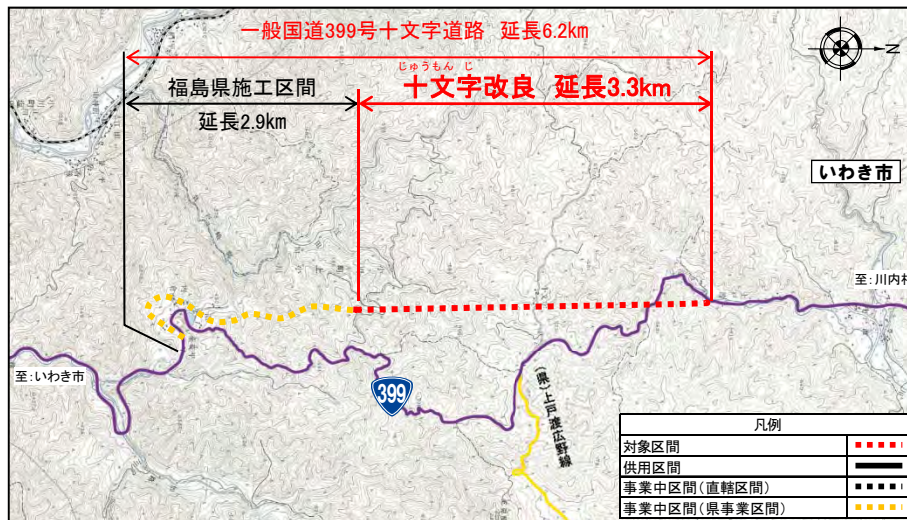 一般国道399号十文字道路 延長6.2km
じゅうもんじ
福島県施工区間
十文字改良 延長3.3km
延長2.9km
N
いわき市
至:川内村
至:いわき市
399
(県)上戸渡広野線
凡例
対象区間
供用区間
事業中区間(直轄区間)
事業中区間(県事業区間)